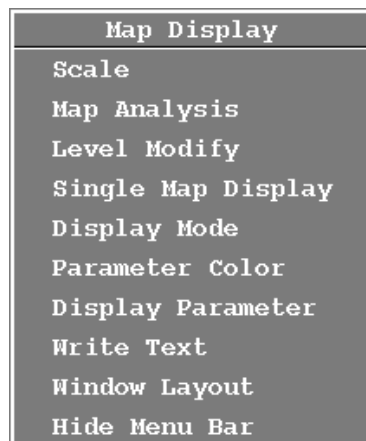 Map Display
Scale
Map Analysis
Level Modify
Single Map Display
Display Mode
Parameter Color
Display Parameter
Write Text
Window Layout
Hide Menu Bar